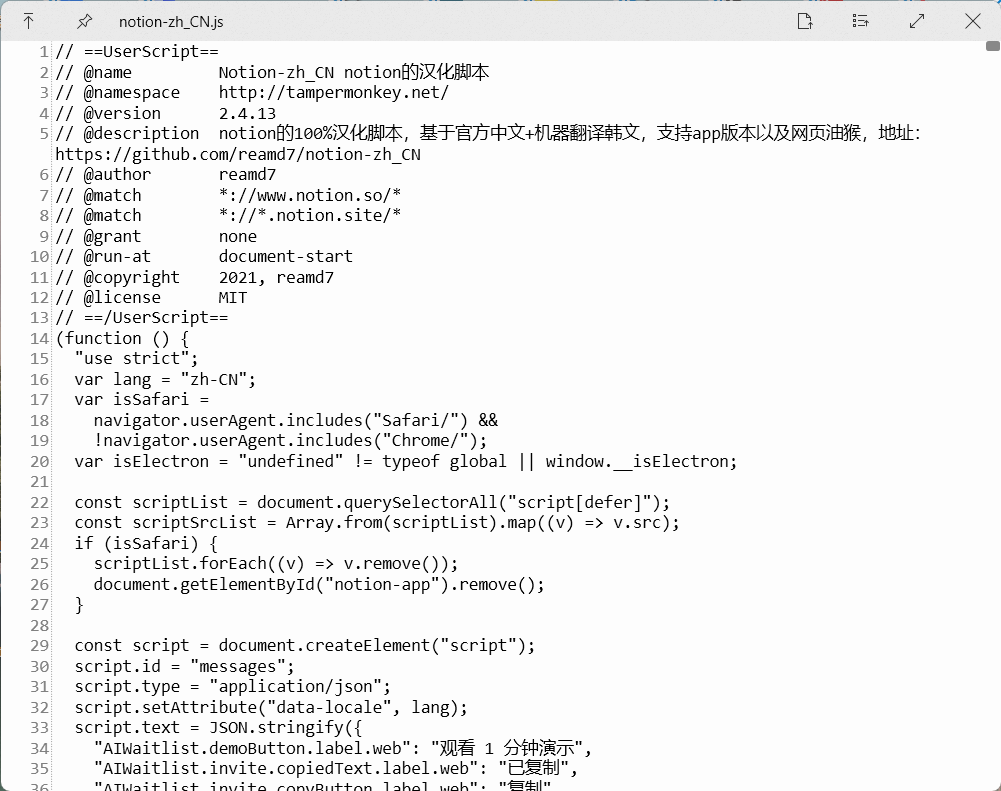 notion-zh_CN.js
1 // ==UserScript==
2 // @name         Notion-zh_CN notion的汉化脚本
3 // @namespace    http://tampermonkey.net/
4 // @version      2.4.13
5 // @description  notion的100%汉化脚本，基于官方中文+机器翻译韩文，支持app版本以及网页油猴，地址：
https://github.com/reamd7/notion-zh_CN
6 // @author       reamd7
7 // @match        *://www.notion.so/*
8 // @match        *://*.notion.site/*
9 // @grant        none
10 // @run-at       document-start
11 // @copyright    2021, reamd7
12 // @license      MIT
13 // ==/UserScript==
14 (function () {
15   "use strict";
16   var lang = "zh-CN";
17   var isSafari =
18     navigator.userAgent.includes("Safari/") &&
19     !navigator.userAgent.includes("Chrome/");
20   var isElectron = "undefined" != typeof global || window.__isElectron;
21
22   const scriptList = document.querySelectorAll("script[defer]");
23   const scriptSrcList = Array.from(scriptList).map((v) => v.src);
24   if (isSafari) {
25     scriptList.forEach((v) => v.remove());
26     document.getElementById("notion-app").remove();
27   }
28
29   const script = document.createElement("script");
30   script.id = "messages";
31   script.type = "application/json";
32   script.setAttribute("data-locale", lang);
33   script.text = JSON.stringify({
34     "AIWaitlist.demoButton.label.web": "观看 1 分钟演示",
35     "AIWaitlist.invite.copiedText.label.web": "已复制",
36     "AIWaitlist.invite.copyButton.label.web": "复制"